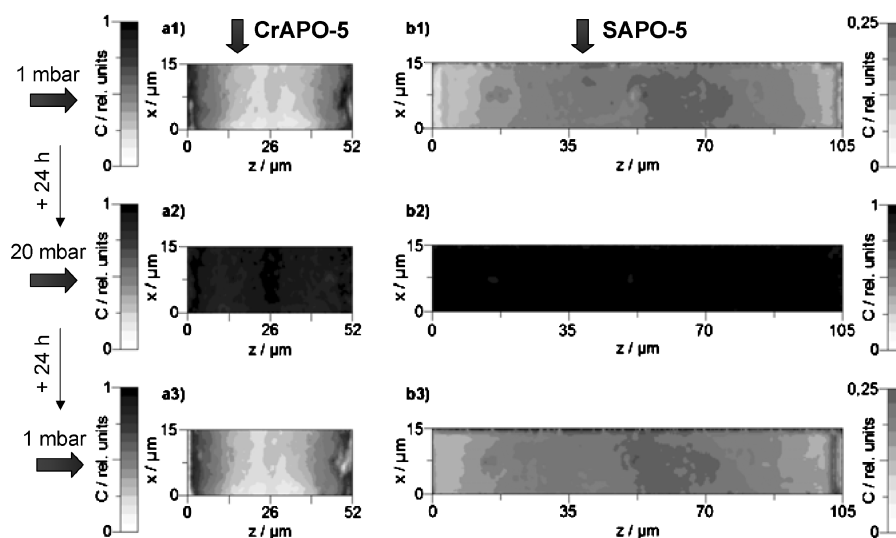 CrAPO-5
SAPO-5
1 mbar
1
C / rel. units
0
a1)
15
x / µm
0
0 26 52
z / µm
b1)
15
x / µm
0
0 35 70 105
z / µm
0,25
C / rel. units
0
+ 24 h
20 mbar
1
C / rel. units
0
a2)
15
x / µm
0
0 26 52
z / µm
b2)
15
x / µm
0
0 35 70 105
z / µm
1
C / rel. units
0
+ 24 h
1 mbar
1
C / rel. units
0
a3)
15
x / µm
0
0 26 52
z / µm
b3)
15
x / µm
0
0 35 70 105
z / µm
0,25
C / rel. units
0